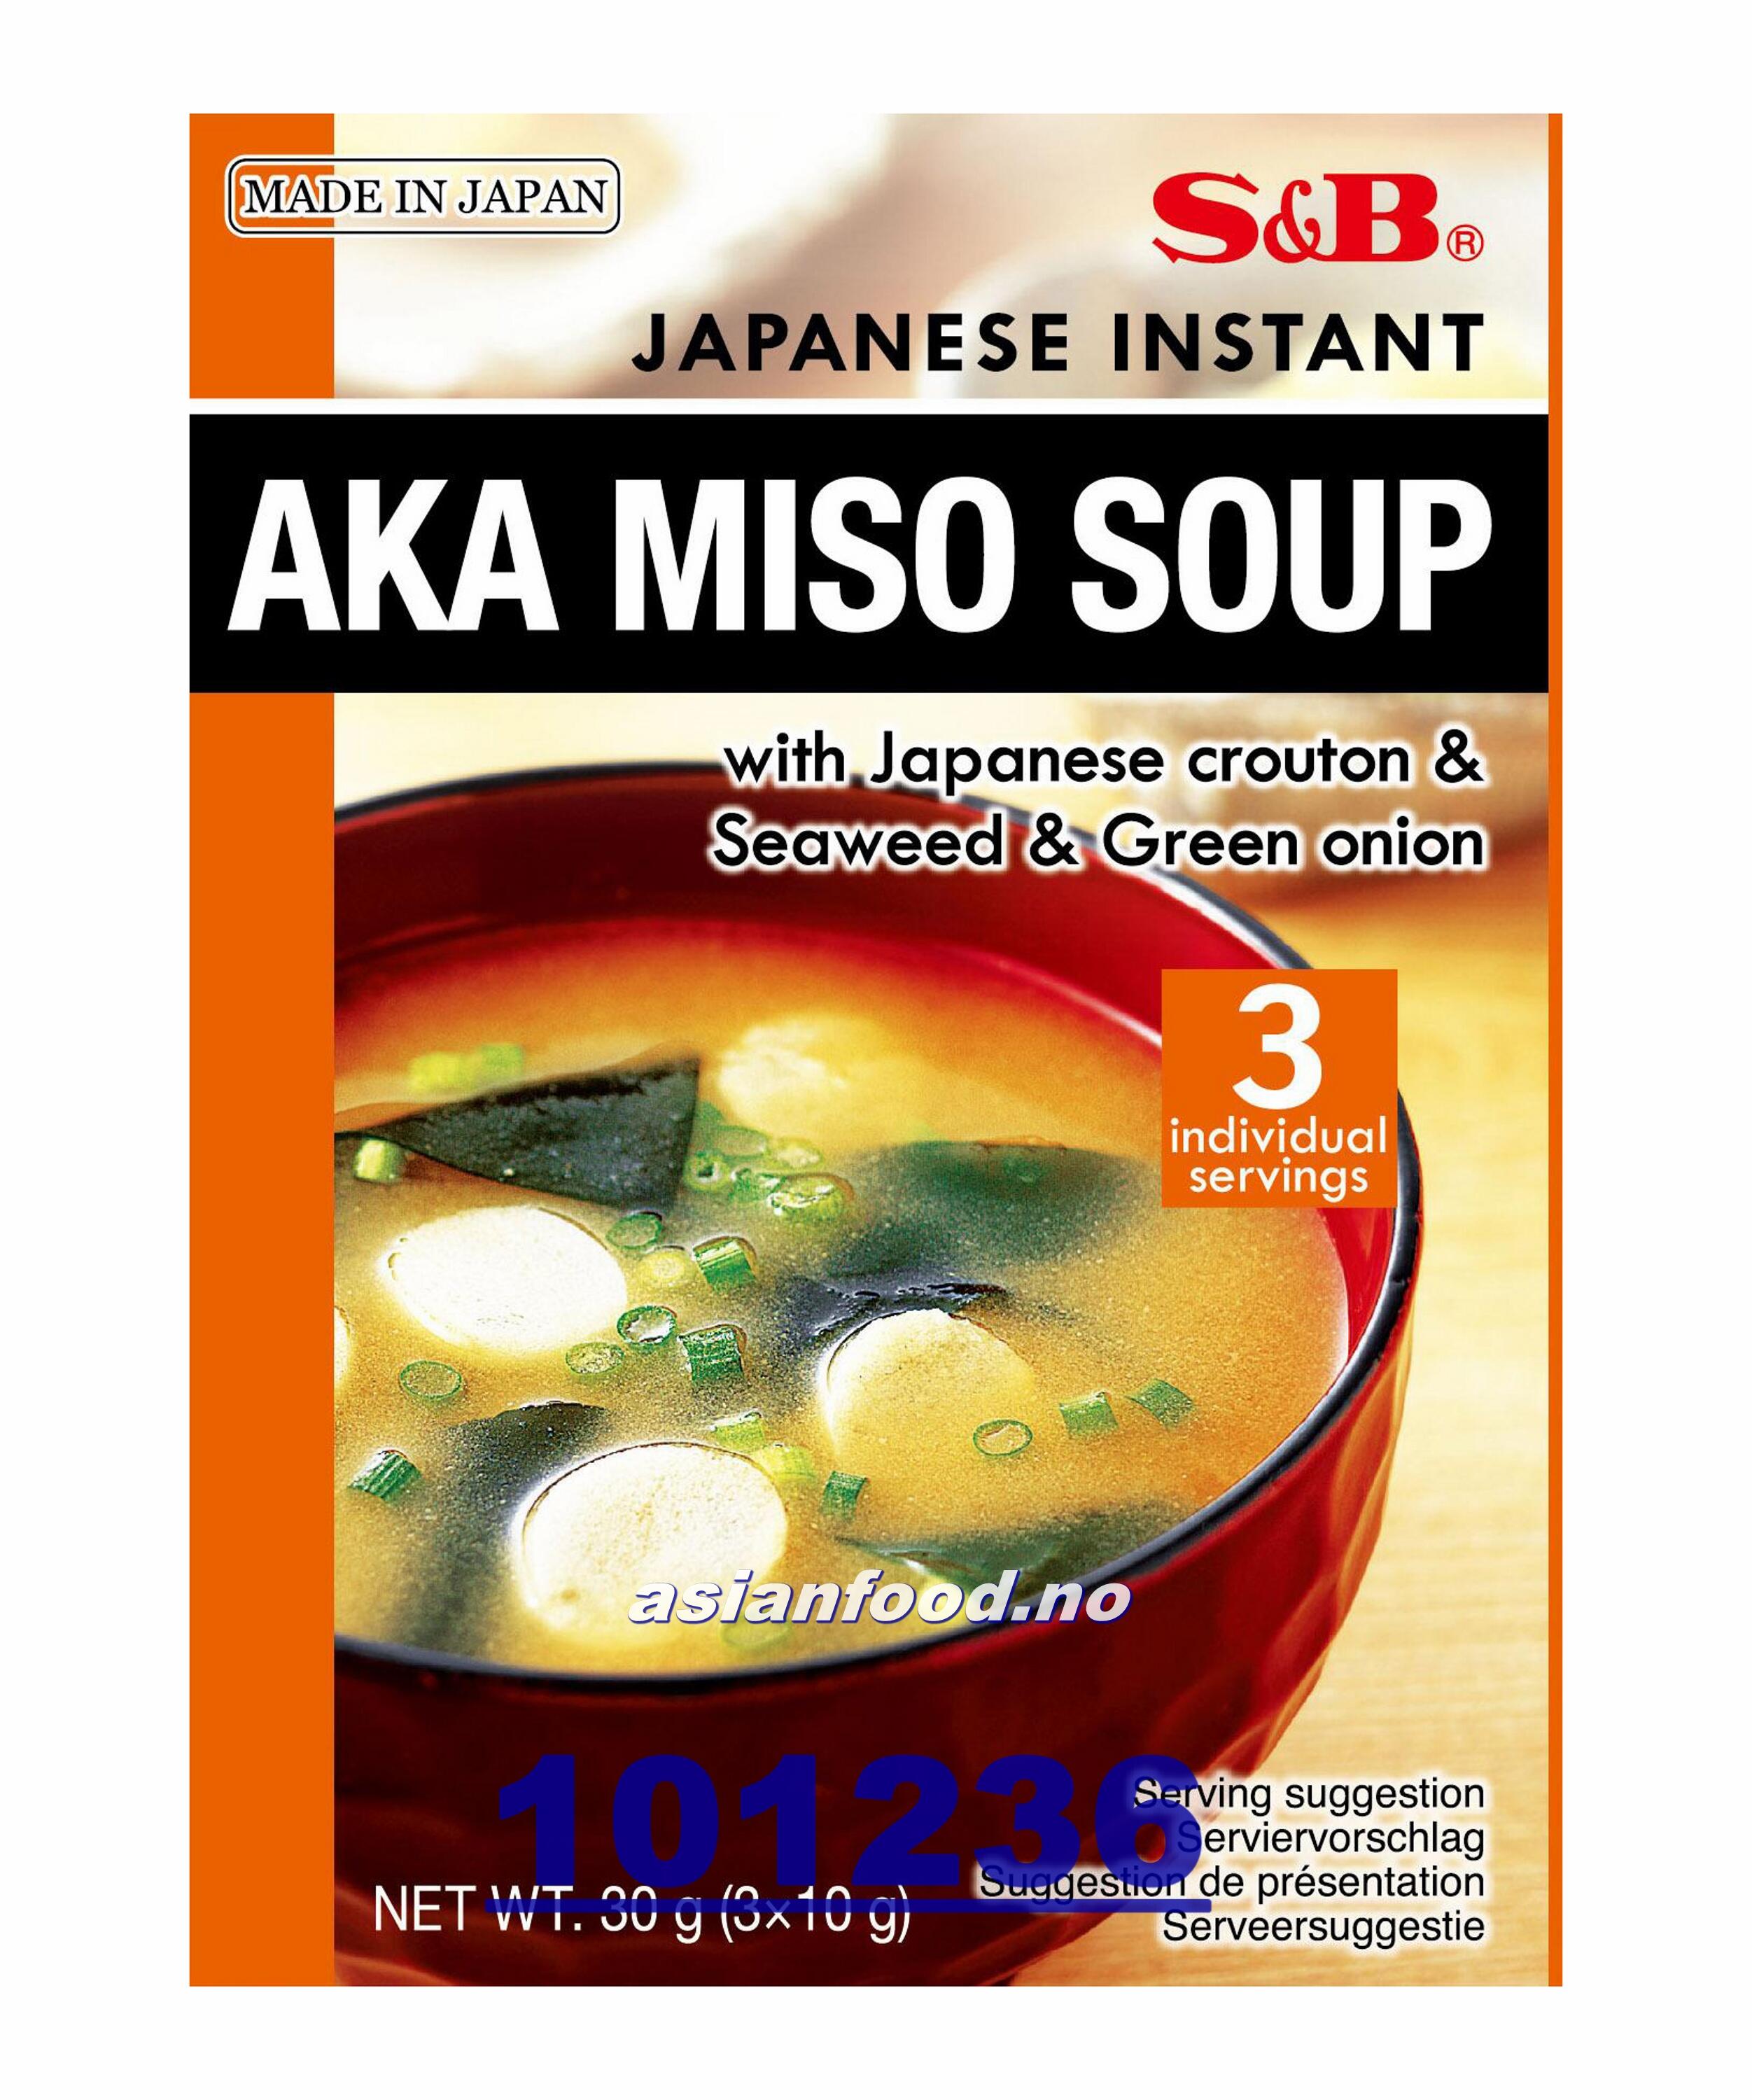 MADE IN JAPAN
S&B®
JAPANESE INSTANT
AKA MISO SOUP
with Japanese crouton &
Seaweed & Green onion
3
individual
servings
asianfood.no
101236
Serving suggestion
Serviervorschlag
Suggestion de présentation
Serveersuggestie
NET WT. 30 g (3×10 g)